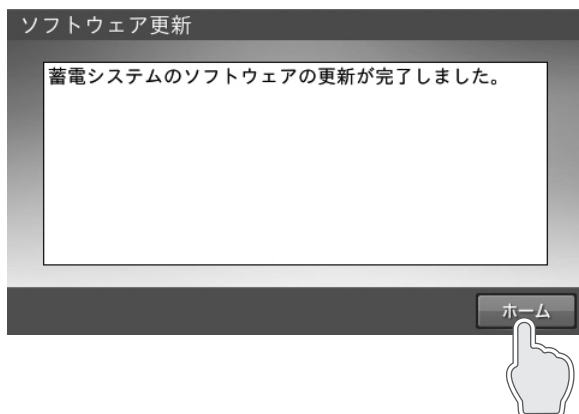 ソフトウェア更新
蓄電システムのソフトウェアの更新が完了しました。
ホーム